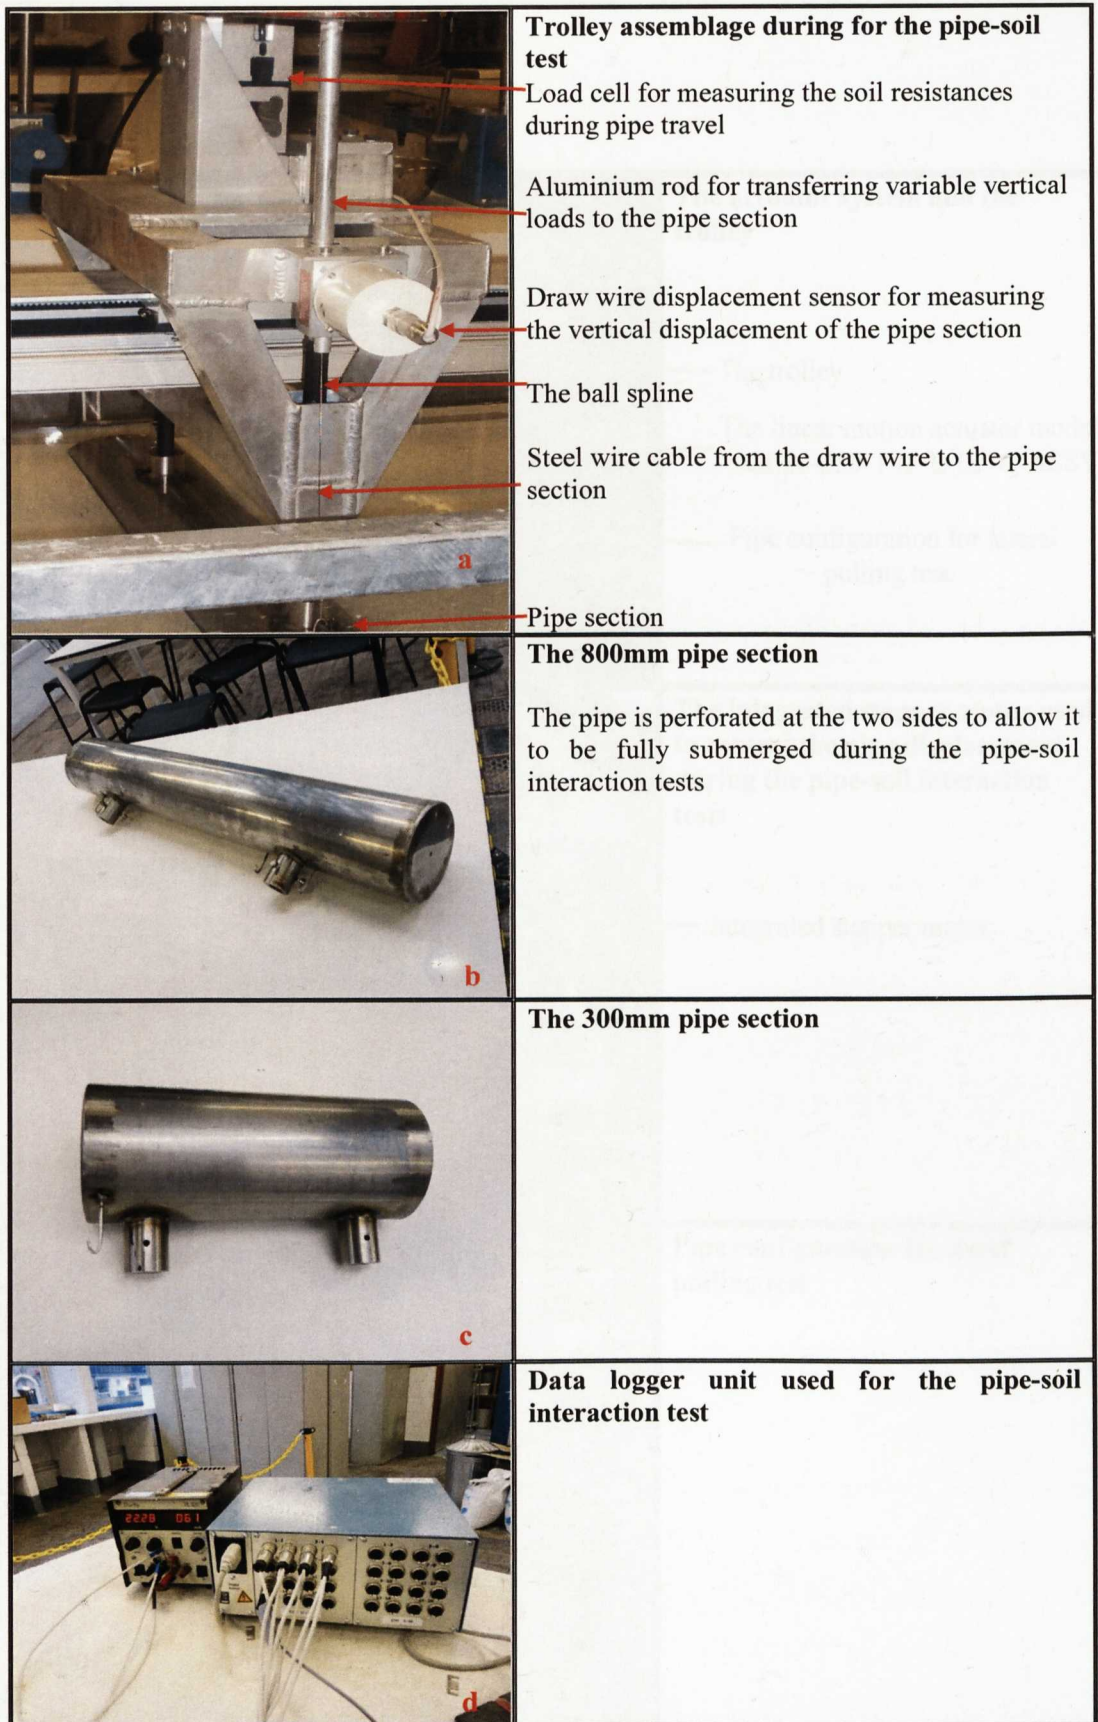 Trolley assemblage during for the pipe-soil
test
Load cell for measuring the soil resistances
during pipe travel
Aluminium rod for transferring variable vertical
loads to the pipe section
Draw wire displacement sensor for measuring
the vertical displacement of the pipe section
The ball spline
Steel wire cable from the draw wire to the pipe
section
a
Pipe section
The 800mm pipe section
The pipe is perforated at the two sides to allow it
to be fully submerged during the pipe-soil
interaction tests
b
The 300mm pipe section
c
Data logger unit used for the pipe-soil
interaction test
d